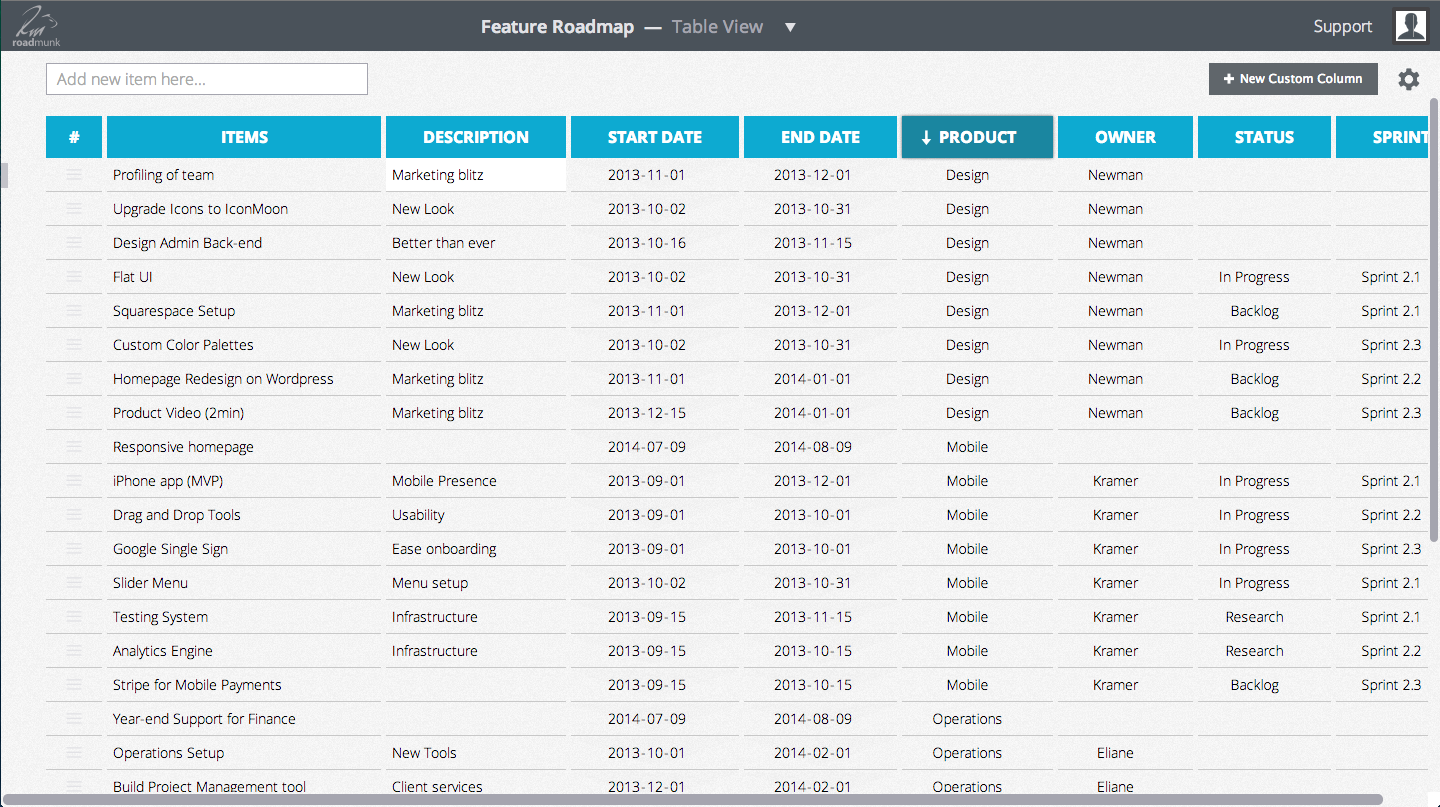 roadmunk
Feature Roadmap — Table View ▼ Support
Add new item here...
+ New Custom Column
# ITEMS DESCRIPTION START DATE END DATE ↓ PRODUCT OWNER STATUS SPRINT
Profiling of team Marketing blitz 2013-11-01 2013-12-01 Design Newman
Upgrade Icons to IconMoon New Look 2013-10-02 2013-10-31 Design Newman
Design Admin Back-end Better than ever 2013-10-16 2013-11-15 Design Newman
Flat UI New Look 2013-10-02 2013-10-31 Design Newman In Progress Sprint 2.1
Squarespace Setup Marketing blitz 2013-11-01 2013-12-01 Design Newman Backlog Sprint 2.1
Custom Color Palettes New Look 2013-10-02 2013-10-31 Design Newman In Progress Sprint 2.3
Homepage Redesign on Wordpress Marketing blitz 2013-11-01 2014-01-01 Design Newman Backlog Sprint 2.2
Product Video (2min) Marketing blitz 2013-12-15 2014-01-01 Design Newman Backlog Sprint 2.3
Responsive homepage 2014-07-09 2014-08-09 Mobile
iPhone app (MVP) Mobile Presence 2013-09-01 2013-12-01 Mobile Kramer In Progress Sprint 2.1
Drag and Drop Tools Usability 2013-09-01 2013-10-01 Mobile Kramer In Progress Sprint 2.2
Google Single Sign Ease onboarding 2013-09-01 2013-10-01 Mobile Kramer In Progress Sprint 2.3
Slider Menu Menu setup 2013-10-02 2013-10-31 Mobile Kramer In Progress Sprint 2.1
Testing System Infrastructure 2013-09-15 2013-11-15 Mobile Kramer Research Sprint 2.1
Analytics Engine Infrastructure 2013-09-15 2013-10-15 Mobile Kramer Research Sprint 2.2
Stripe for Mobile Payments 2013-09-15 2013-10-15 Mobile Kramer Backlog Sprint 2.3
Year-end Support for Finance 2014-07-09 2014-08-09 Operations
Operations Setup New Tools 2013-10-01 2014-02-01 Operations Eliane
Build Project Management tool Client services 2013-12-01 2014-02-01 Operations Eliane